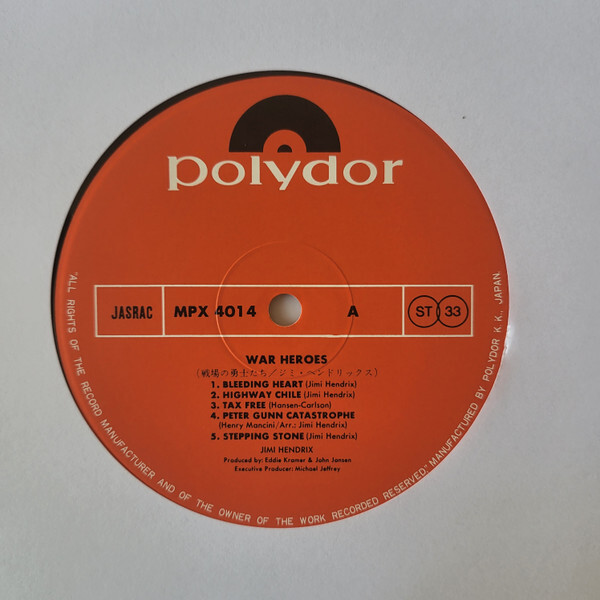 polydor
JASRAC MPX 4014 A ST 33
WAR HEROES
(戦場の勇士たち/ジミ・ヘンドリックス)
1. BLEEDING HEART (Jimi Hendrix)
2. HIGHWAY CHILE (Jimi Hendrix)
3. TAX FREE (Hansen-Carlson)
4. PETER GUNN CATASTROPHE
(Henry Mancini/Arr.: Jimi Hendrix)
5. STEPPING STONE (Jimi Hendrix)
JIMI HENDRIX
Produced by: Eddie Kramer & John Jansen
Executive Producer: Michael Jeffrey
"ALL RIGHTS OF THE RECORD MANUFACTURER AND OF THE OWNER OF THE WORK RECORDED RESERVED" MANUFACTURED BY POLYDOR K.K., JAPAN.